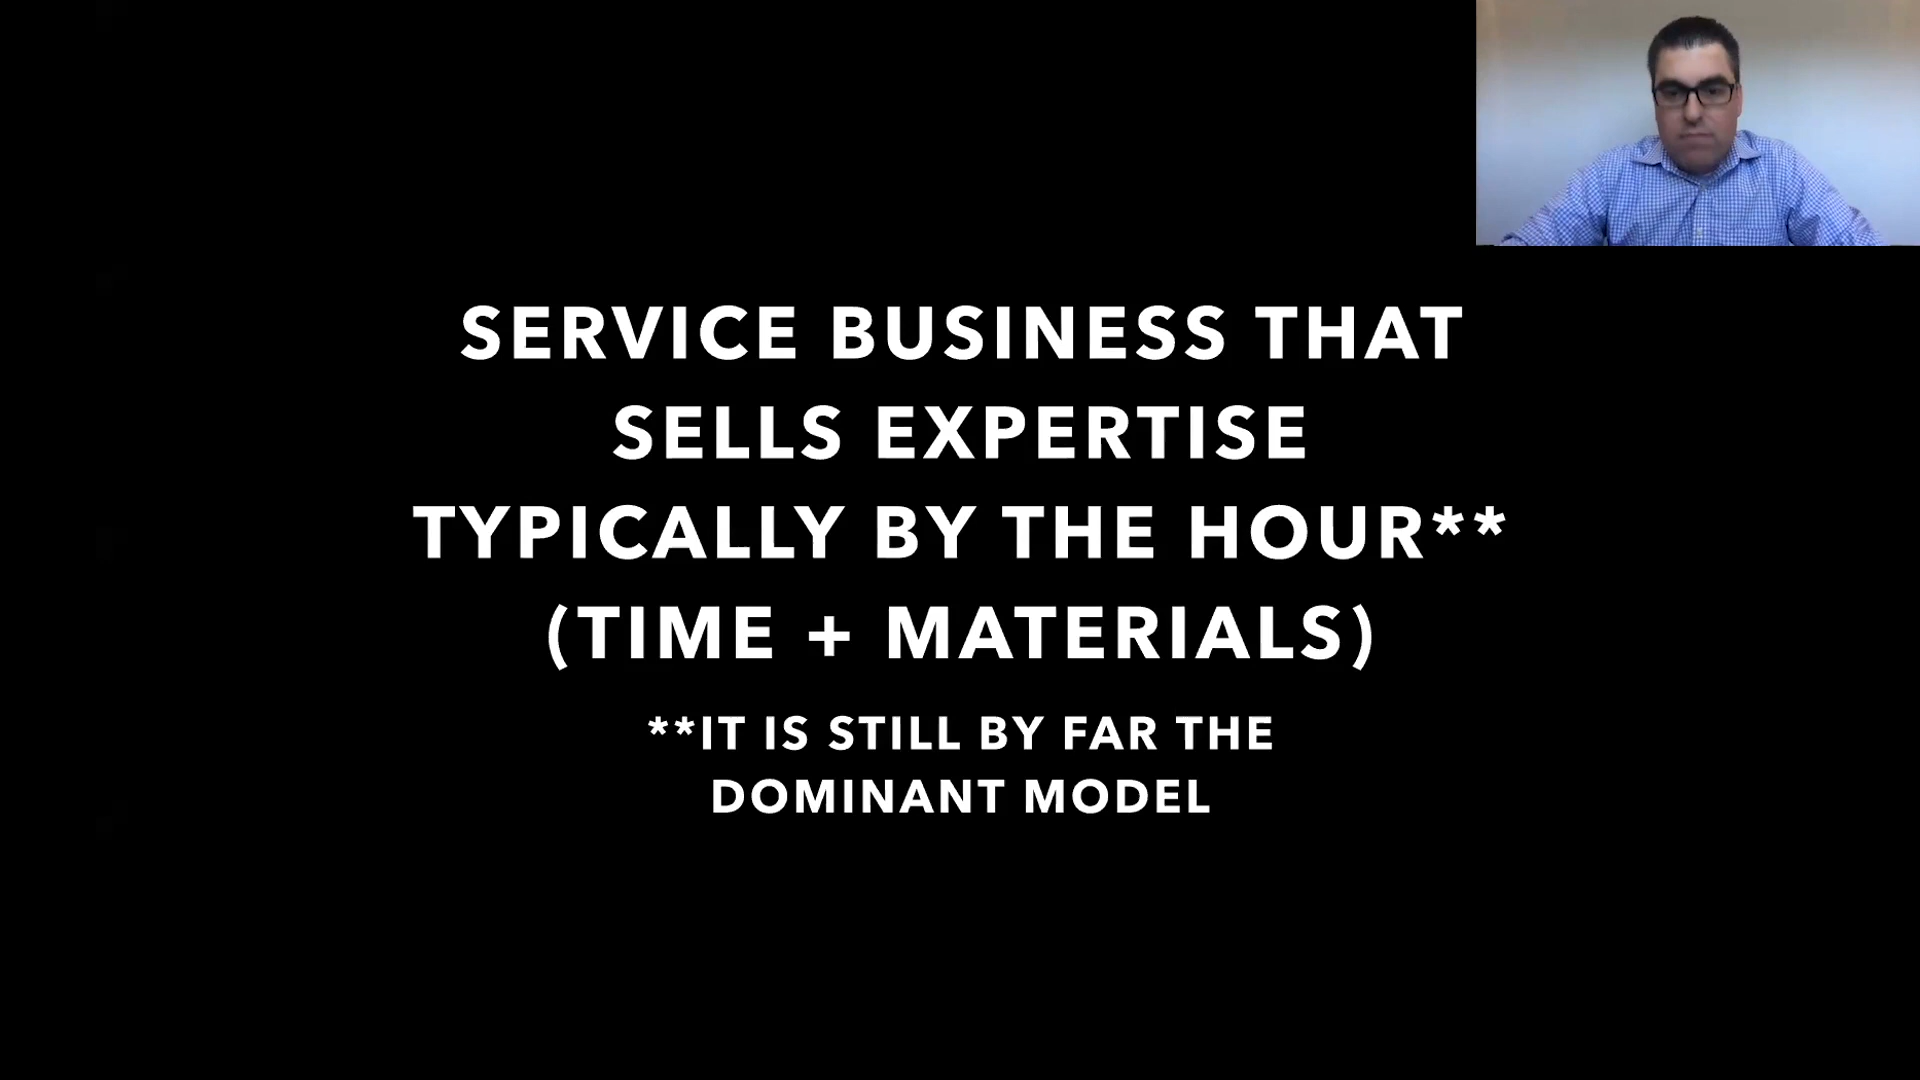 SERVICE BUSINESS THAT
SELLS EXPERTISE
TYPICALLY BY THE HOUR**
(TIME + MATERIALS)
**IT IS STILL BY FAR THE
DOMINANT MODEL